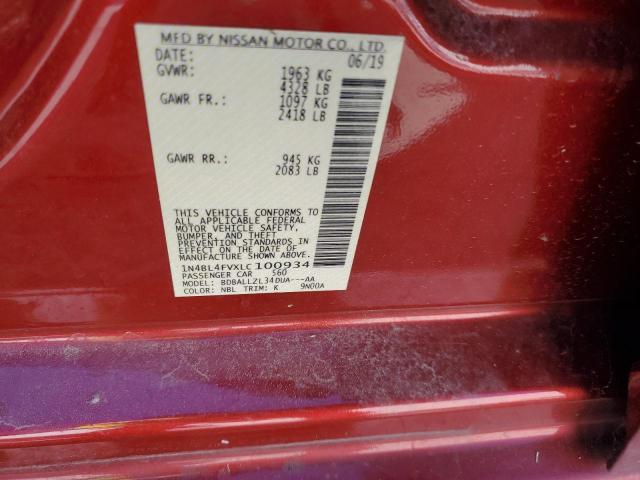 MFD BY NISSAN MOTOR CO., LTD.
DATE: 06/19
GVWR: 1963 KG
4328 LB
GAWR FR.: 1097 KG
2418 LB
GAWR RR.: 945 KG
2083 LB
THIS VEHICLE CONFORMS TO
ALL APPLICABLE FEDERAL
MOTOR VEHICLE SAFETY,
BUMPER, AND THEFT
PREVENTION STANDARDS IN
EFFECT ON THE DATE OF
MANUFACTURE SHOWN ABOVE.
1N4BL4FVXLC100934
PASSENGER CAR 560
MODEL: BDBALLZL34DUA---AA
COLOR: NBL TRIM: K 9N00A